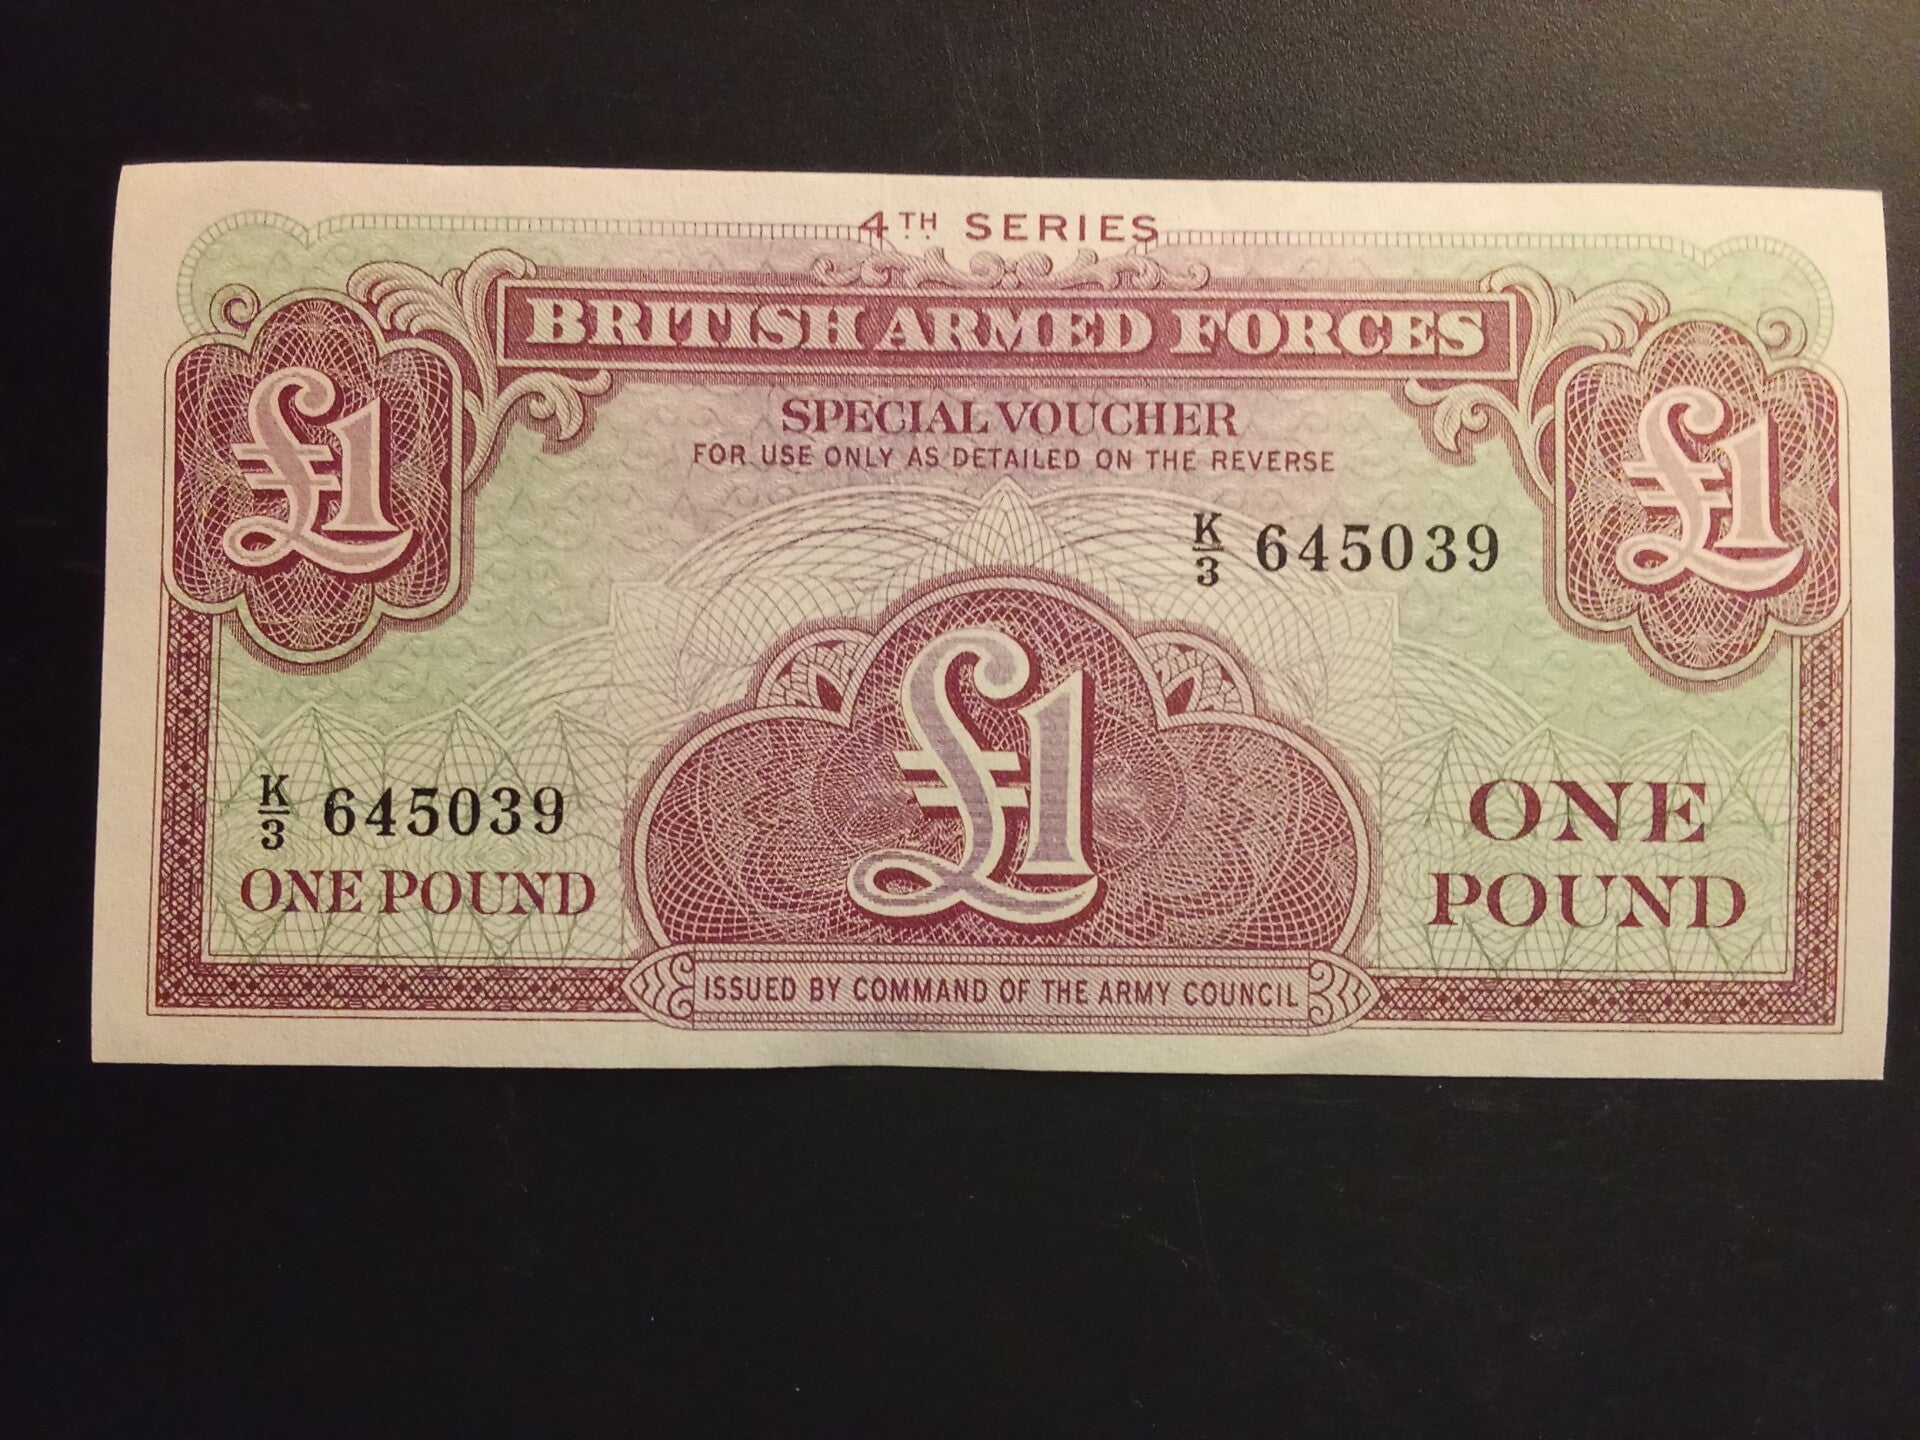 4TH SERIES
BRITISH ARMED FORCES
£1
£1
SPECIAL VOUCHER
FOR USE ONLY AS DETAILED ON THE REVERSE
K/3 645039
£1
K/3 645039
ONE POUND
ONE
POUND
ISSUED BY COMMAND OF THE ARMY COUNCIL